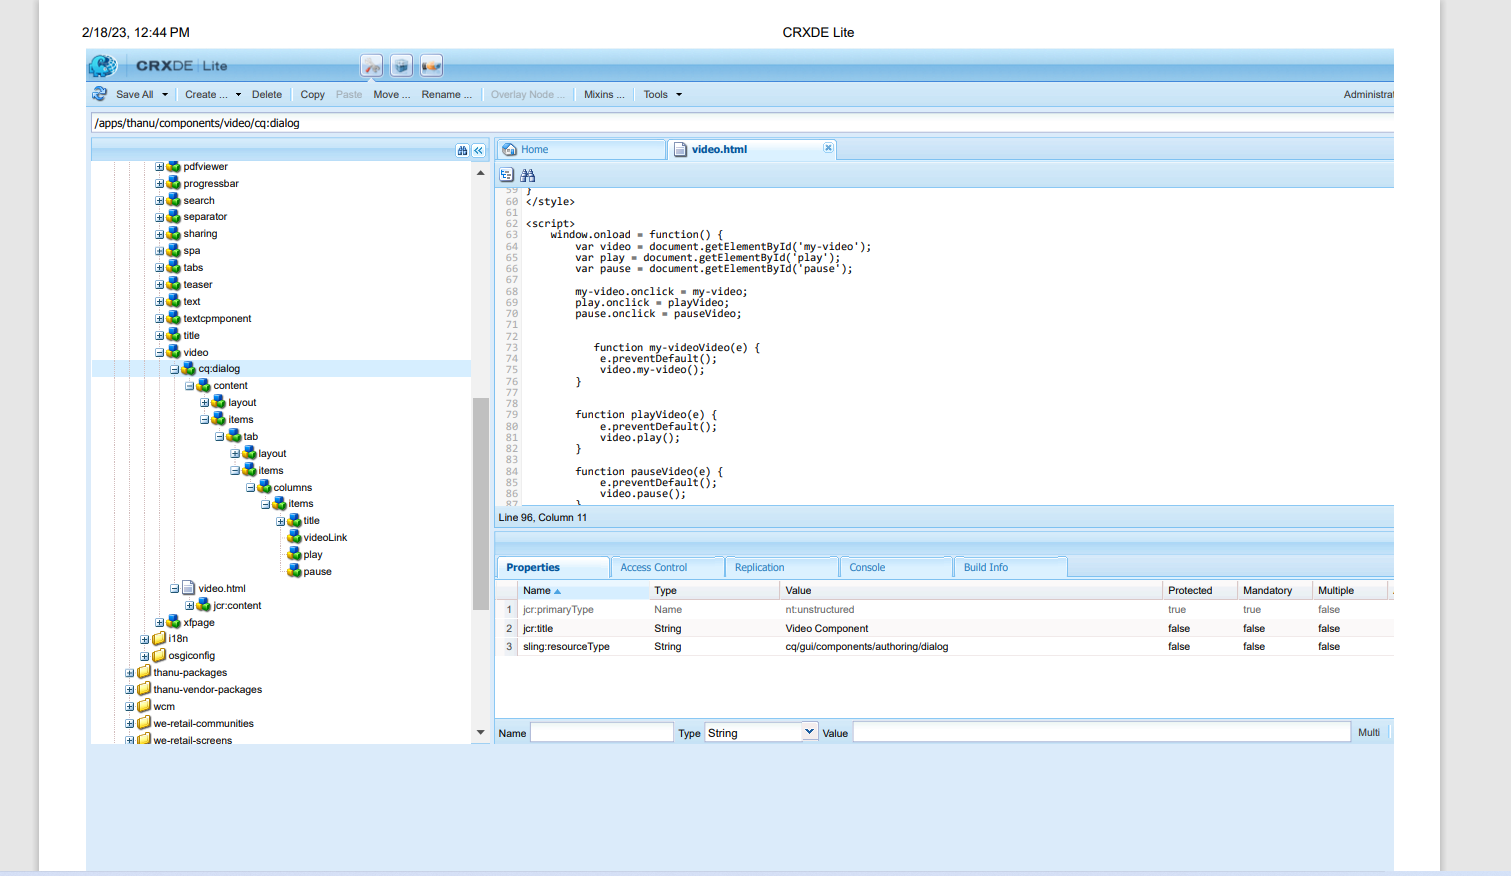 2/18/23, 12:44 PM
CRXDE Lite
CRXDE | Lite
Save All Create ... Delete Copy Paste Move ... Rename ... Overlay Node ... Mixins ... Tools Administrat
/apps/thanu/components/video/cq:dialog
pdfviewer
progressbar
search
separator
sharing
spa
tabs
teaser
text
textcpmponent
title
video
cq:dialog
content
layout
items
tab
layout
items
columns
items
title
videoLink
play
pause
video.html
jcr:content
xfpage
i18n
osgiconfig
thanu-packages
thanu-vendor-packages
wcm
we-retail-communities
we-retail-screens
Home video.html
59 }
60 </style>
61
62 <script>
63 window.onload = function() {
64 var video = document.getElementById('my-video');
65 var play = document.getElementById('play');
66 var pause = document.getElementById('pause');
67
68 my-video.onclick = my-video;
69 play.onclick = playVideo;
70 pause.onclick = pauseVideo;
71
72
73 function my-videoVideo(e) {
74 e.preventDefault();
75 video.my-video();
76 }
77
78
79 function playVideo(e) {
80 e.preventDefault();
81 video.play();
82 }
83
84 function pauseVideo(e) {
85 e.preventDefault();
86 video.pause();
87 }
Line 96, Column 11
Properties Access Control Replication Console Build Info
Name Type Value Protected Mandatory Multiple
1 jcr:primaryType Name nt:unstructured true true false
2 jcr:title String Video Component false false false
3 sling:resourceType String cq/gui/components/authoring/dialog false false false
Name Type String Value Multi